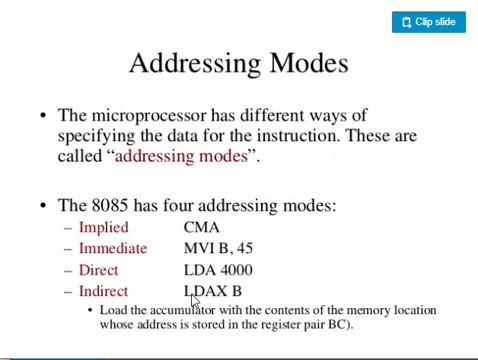 Clip slide
Addressing Modes
• The microprocessor has different ways of
specifying the data for the instruction. These are
called “addressing modes”.
• The 8085 has four addressing modes:
– Implied CMA
– Immediate MVI B, 45
– Direct LDA 4000
– Indirect LDAX B
• Load the accumulator with the contents of the memory location
whose address is stored in the register pair BC).